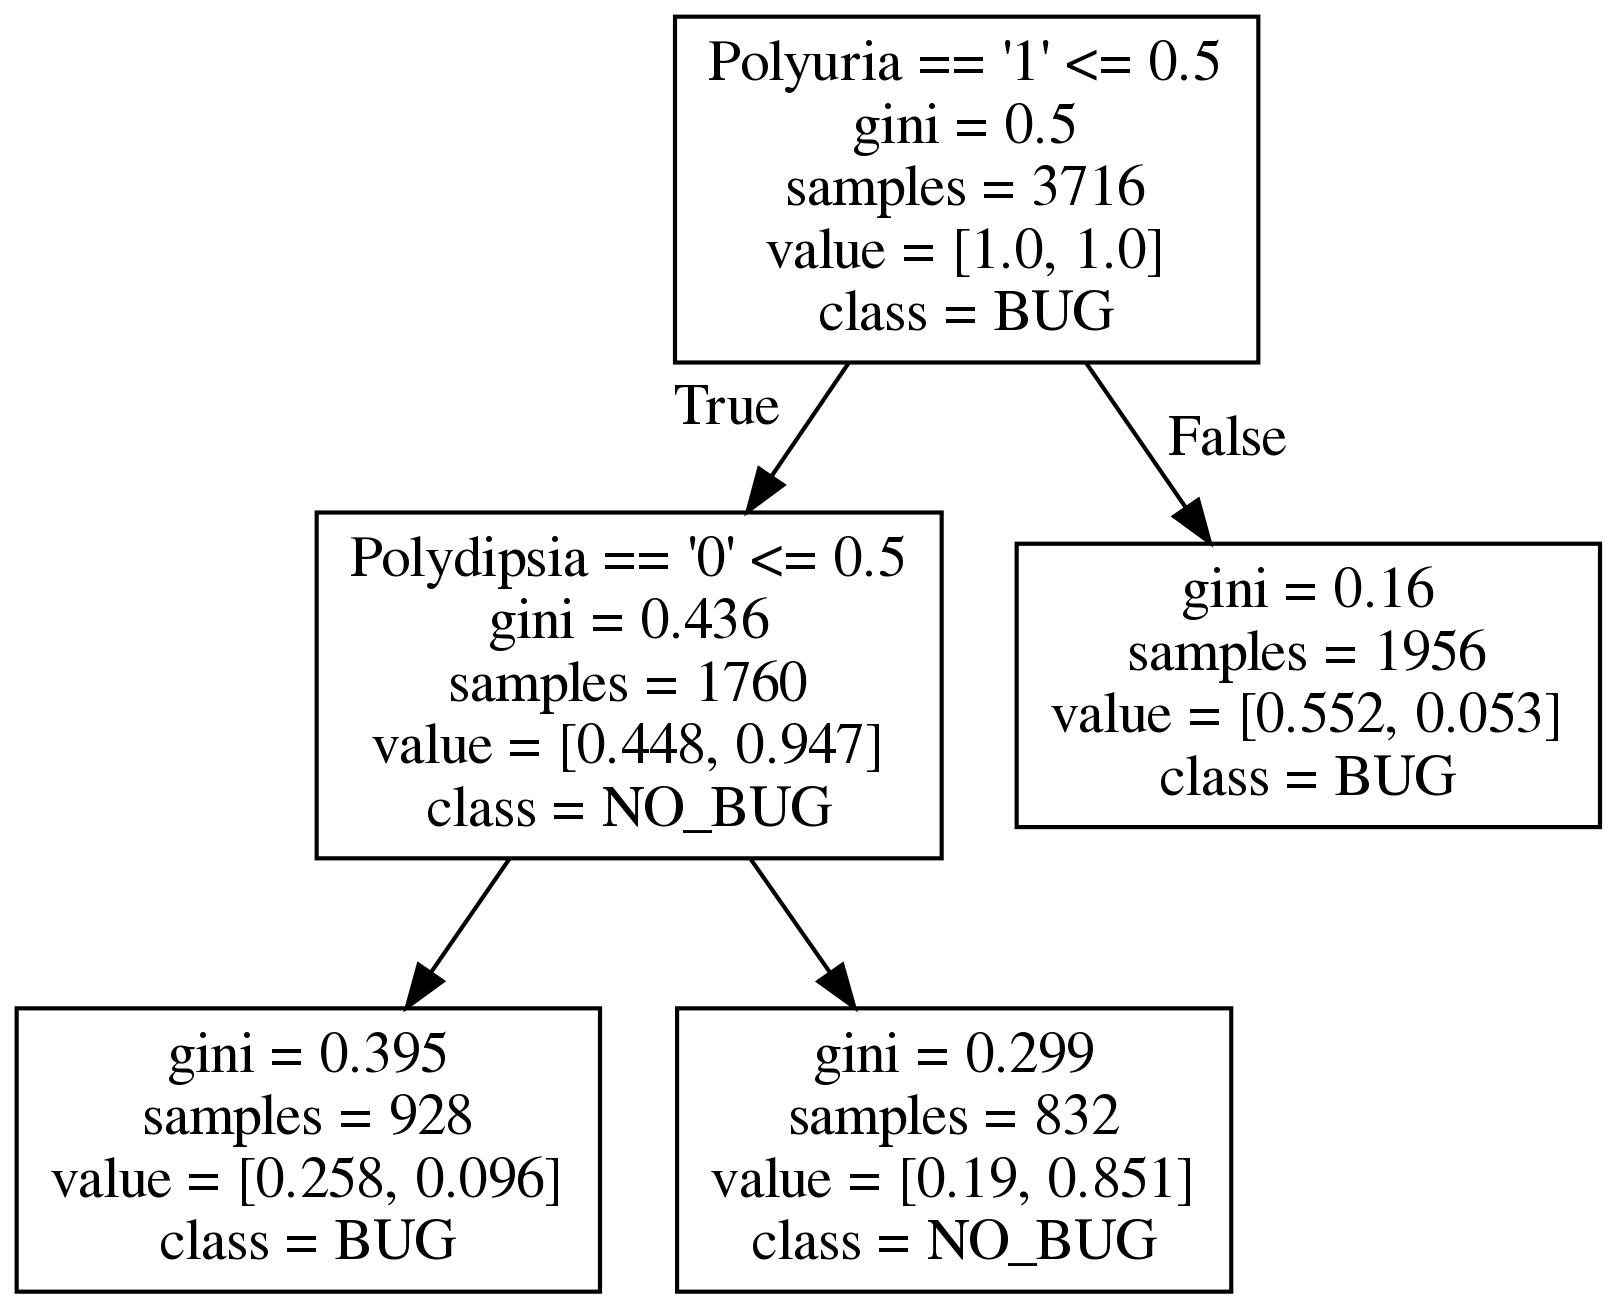 Polyuria == '1' <= 0.5
gini = 0.5
samples = 3716
value = [1.0, 1.0]
class = BUG
True
False
Polydipsia == '0' <= 0.5
gini = 0.436
samples = 1760
value = [0.448, 0.947]
class = NO_BUG
gini = 0.16
samples = 1956
value = [0.552, 0.053]
class = BUG
gini = 0.395
samples = 928
value = [0.258, 0.096]
class = BUG
gini = 0.299
samples = 832
value = [0.19, 0.851]
class = NO_BUG